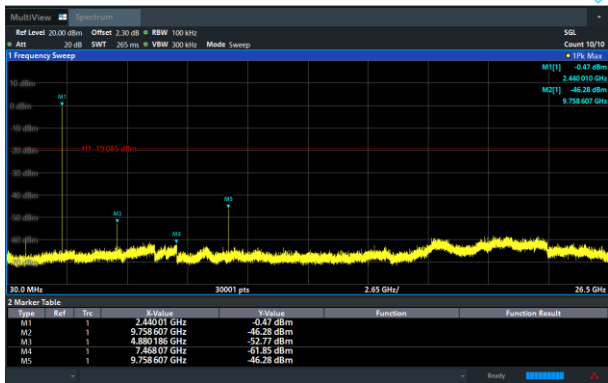 MultiView Spectrum
Ref Level 20.00 dBm Offset 2.30 dB RBW 100 kHz SGL
Att 20 dB SWT 265 ms VBW 300 kHz Mode Sweep Count 10/10
1 Frequency Sweep 1Pk Max
M1[1] -0.47 dBm
2.440 010 GHz
M2[1] -46.28 dBm
9.758 607 GHz
10 dBm
M1
0 dBm
-10 dBm
H1 -19.085 dBm
-20 dBm
-30 dBm
-40 dBm
M5
-50 dBm
M3
M4
-60 dBm
-70 dBm
30.0 MHz 30001 pts 2.65 GHz/ 26.5 GHz
2 Marker Table
Type Ref Trc X-Value Y-Value Function Function Result
M1 1 2.440 01 GHz -0.47 dBm
M2 1 9.758 607 GHz -46.28 dBm
M3 1 4.880 186 GHz -52.77 dBm
M4 1 7.468 07 GHz -61.85 dBm
M5 1 9.758 607 GHz -46.28 dBm
Ready